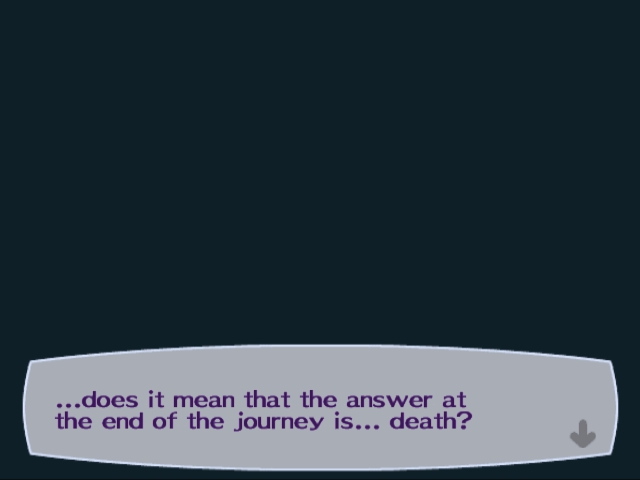 ...does it mean that the answer at
the end of the journey is... death?